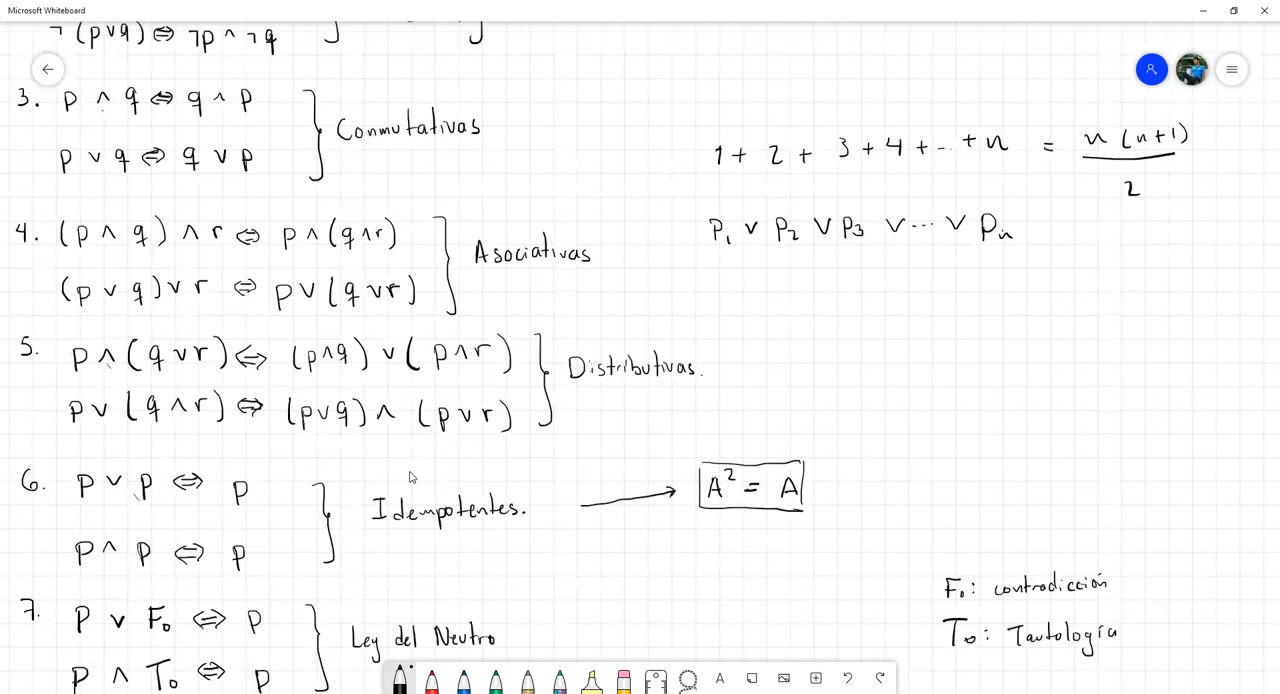 Microsoft Whiteboard
¬(p∨q) ⇔ ¬p ∧ ¬q
3. p ∧ q ⇔ q ∧ p
p ∨ q ⇔ q ∨ p
Conmutativas
1 + 2 + 3 + 4 + ... + n = n(n+1)/2
4. (p ∧ q) ∧ r ⇔ p ∧ (q ∧ r)
(p ∨ q) ∨ r ⇔ p ∨ (q ∨ r)
Asociativas
P₁ ∨ P₂ ∨ P₃ ∨ ... ∨ Pₙ
5. p ∧ (q ∨ r) ⇔ (p ∧ q) ∨ (p ∧ r)
p ∨ (q ∧ r) ⇔ (p ∨ q) ∧ (p ∨ r)
Distributivas.
6. p ∨ p ⇔ p
p ∧ p ⇔ p
Idempotentes. → A² = A
7. P ∨ F₀ ⇔ p
P ∧ T₀ ⇔ p
Ley del Neutro
F₀: contradicción
T₀: Tautología
A